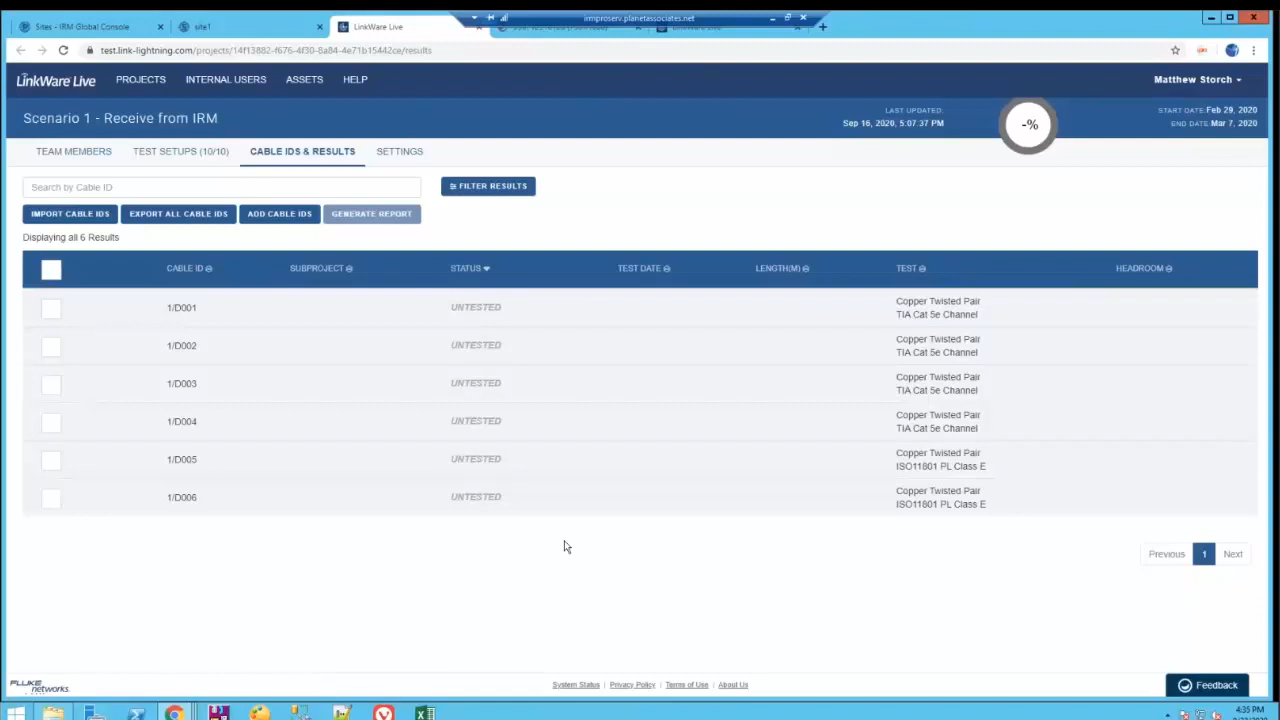 Sites - IRM Global Console
site1
LinkWare Live
irmproserv.planetassociates.net
test.link-lightning.com/projects/14f13882-f676-4f30-8a84-4e71b15442ce/results
LinkWare Live PROJECTS INTERNAL USERS ASSETS HELP Matthew Storch
Scenario 1 - Receive from IRM
LAST UPDATED:
Sep 16, 2020, 5:07:37 PM
-%
START DATE: Feb 29, 2020
END DATE: Mar 7, 2020
TEAM MEMBERS TEST SETUPS (10/10) CABLE IDS & RESULTS SETTINGS
Search by Cable ID
FILTER RESULTS
IMPORT CABLE IDS EXPORT ALL CABLE IDS ADD CABLE IDS GENERATE REPORT
Displaying all 6 Results
CABLE ID SUBPROJECT STATUS TEST DATE LENGTH(M) TEST HEADROOM
1/D001 UNTESTED Copper Twisted Pair
TIA Cat 5e Channel
1/D002 UNTESTED Copper Twisted Pair
TIA Cat 5e Channel
1/D003 UNTESTED Copper Twisted Pair
TIA Cat 5e Channel
1/D004 UNTESTED Copper Twisted Pair
TIA Cat 5e Channel
1/D005 UNTESTED Copper Twisted Pair
ISO11801 PL Class E
1/D006 UNTESTED Copper Twisted Pair
ISO11801 PL Class E
Previous 1 Next
FLUKE
networks.
System Status | Privacy Policy | Terms of Use | About Us
Feedback
4:35 PM